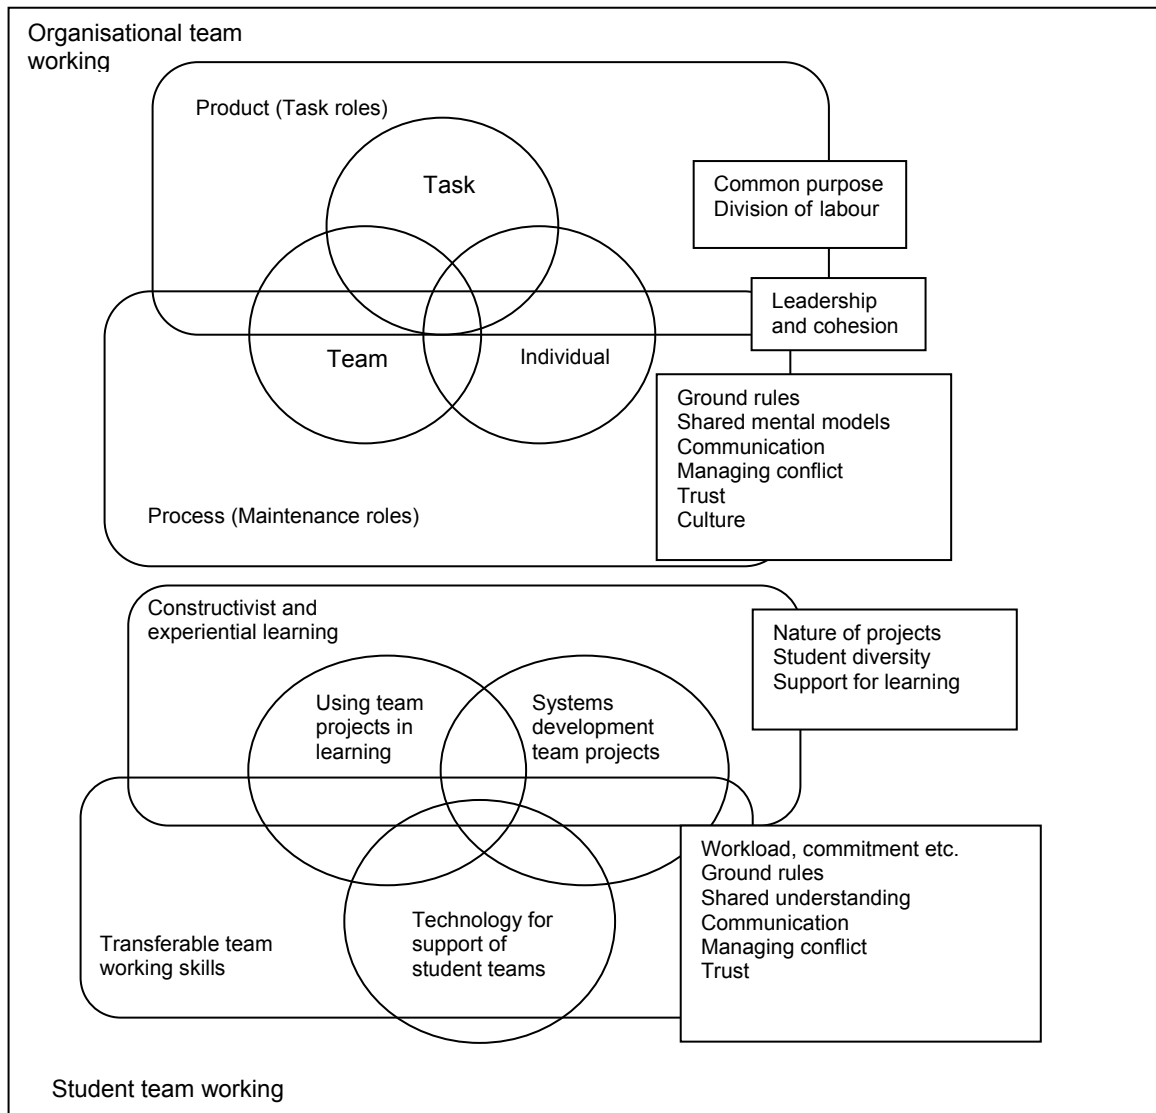 Organisational team
working
Product (Task roles)
Task
Common purpose
Division of labour
Leadership
and cohesion
Team
Individual
Ground rules
Shared mental models
Communication
Managing conflict
Trust
Culture
Process (Maintenance roles)
Constructivist and
experiential learning
Nature of projects
Student diversity
Support for learning
Using team
projects in
learning
Systems
development
team projects
Workload, commitment etc.
Ground rules
Shared understanding
Communication
Managing conflict
Trust
Technology for
support of
student teams
Transferable team
working skills
Student team working